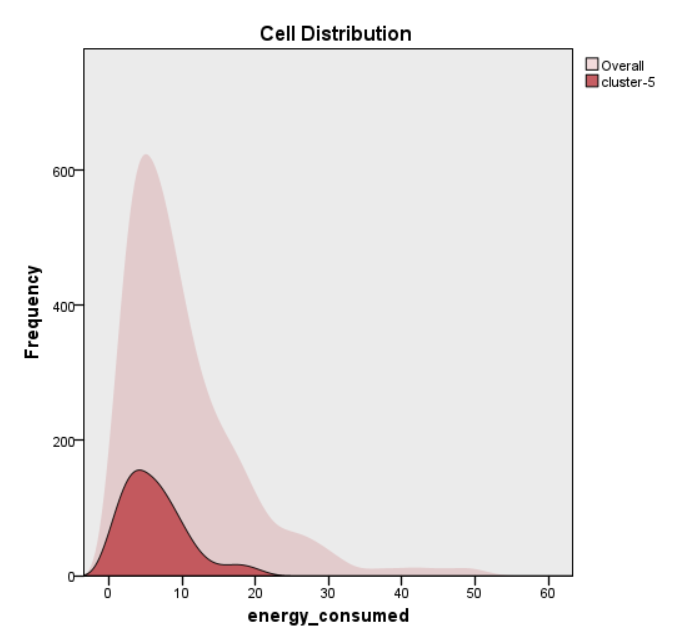 Cell Distribution
Overall
cluster-5
600
400
200
0
Frequency
0 10 20 30 40 50 60
energy_consumed